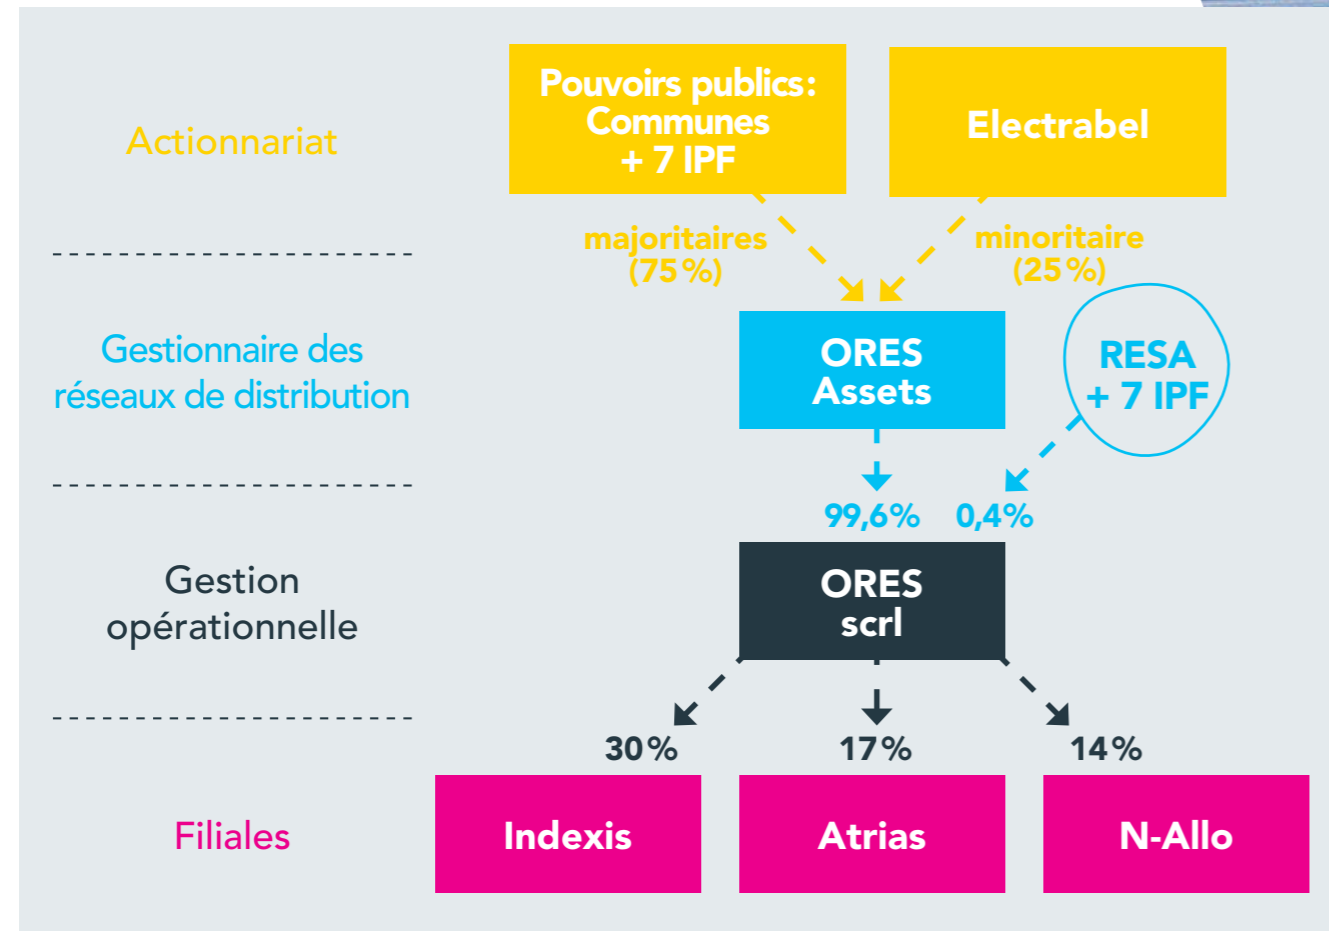 Actionnariat
Pouvoirs publics:
Communes
+ 7 IPF
Electrabel
majoritaires
(75 %)
minoritaire
(25 %)
Gestionnaire des
réseaux de distribution
ORES
Assets
RESA
+ 7 IPF
99,6%
0,4%
Gestion
opérationnelle
ORES
scrl
30 %
17 %
14 %
Filiales
Indexis
Atrias
N-Allo